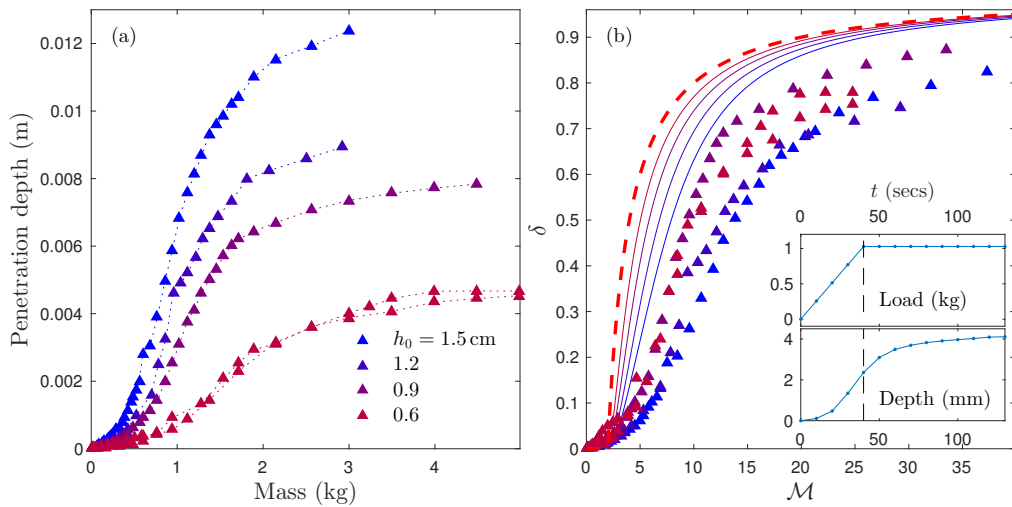 (a)
Penetration depth (m)
0.012
0.01
0.008
0.006
0.004
0.002
0
0 1 2 3 4
Mass (kg)
h₀ = 1.5 cm
1.2
0.9
0.6
(b)
δ
0.9
0.8
0.7
0.6
0.5
0.4
0.3
0.2
0.1
0
0 5 10 15 20 25 30 35
ℳ
t (secs)
0 50 100
1
0.5
0
Load (kg)
4
2
0
Depth (mm)